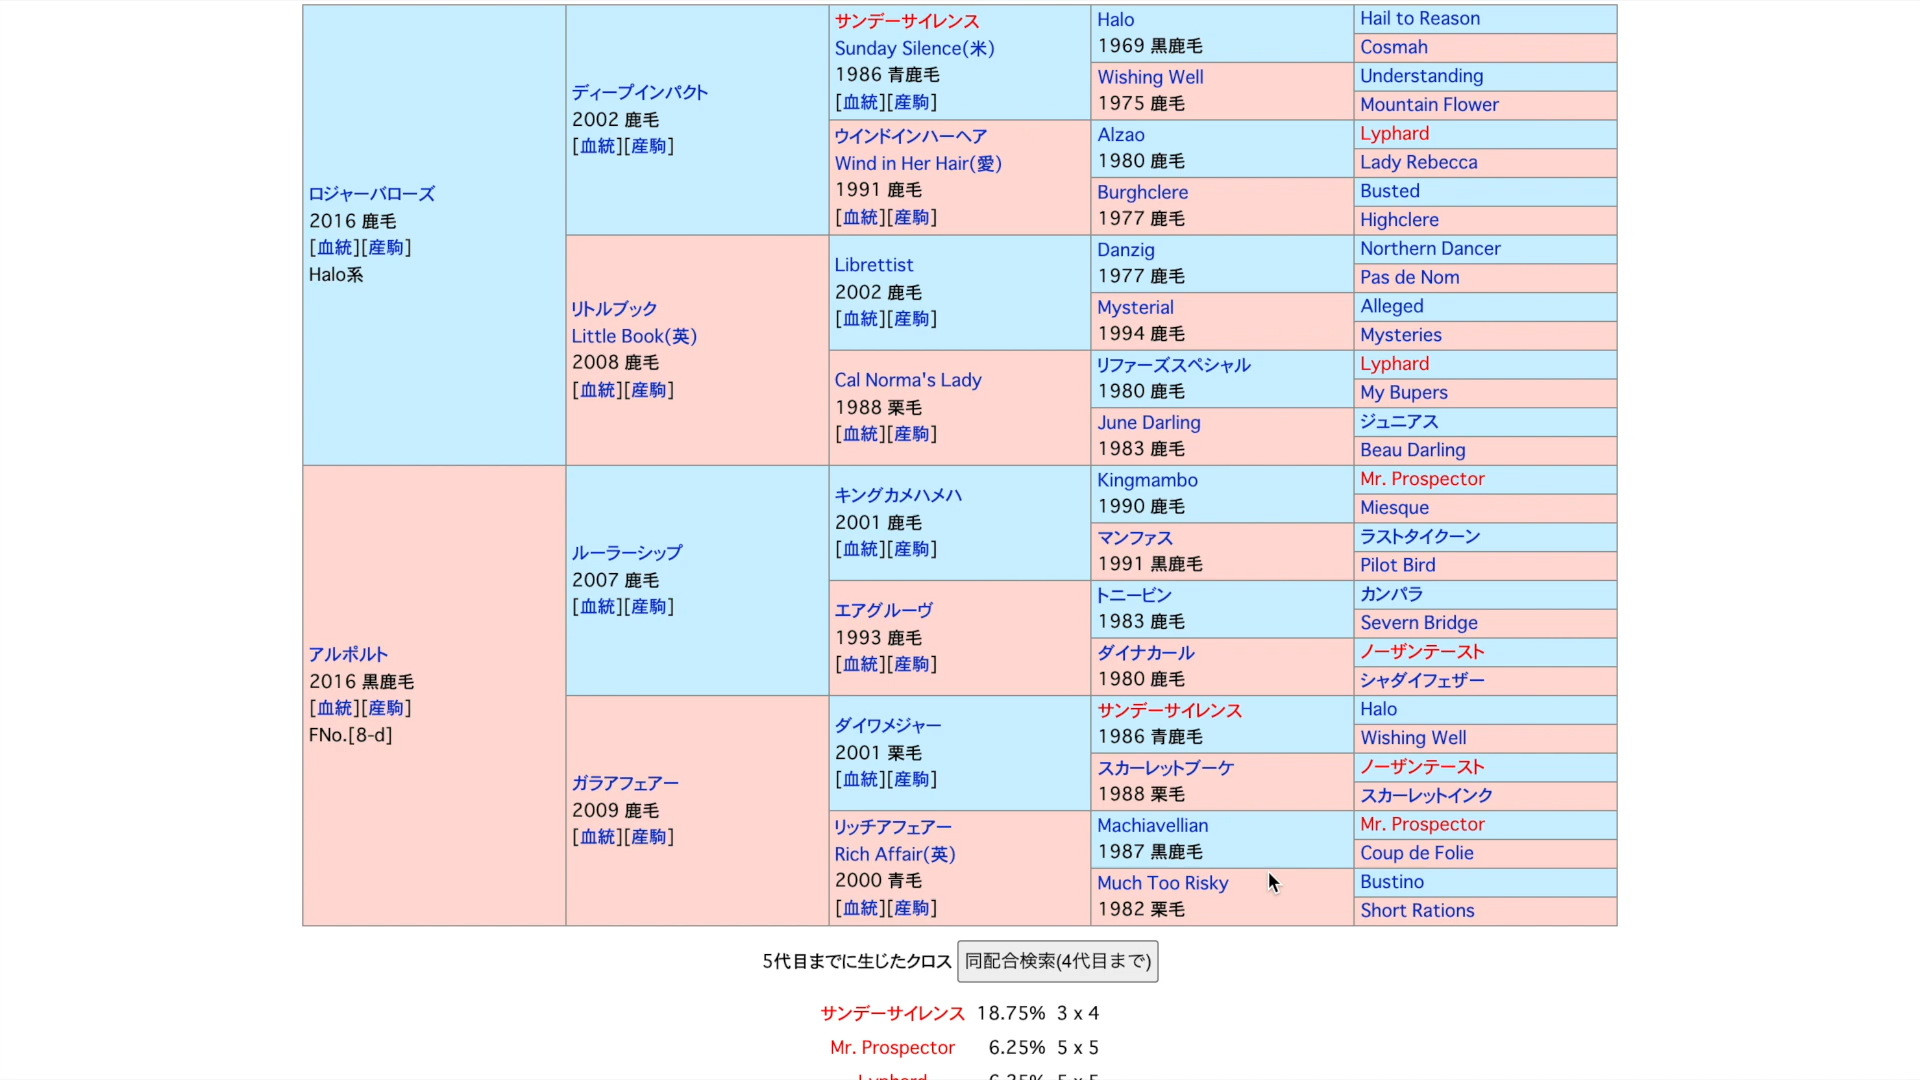 ロジャーバローズ
2016 鹿毛
[血統][産駒]
Halo系
ディープインパクト
2002 鹿毛
[血統][産駒]
サンデーサイレンス
Sunday Silence(米)
1986 青鹿毛
[血統][産駒]
Halo
1969 黒鹿毛
Hail to Reason
Cosmah
Wishing Well
1975 鹿毛
Understanding
Mountain Flower
ウインドインハーヘア
Wind in Her Hair(愛)
1991 鹿毛
[血統][産駒]
Alzao
1980 鹿毛
Lyphard
Lady Rebecca
Burghclere
1977 鹿毛
Busted
Highclere
リトルブック
Little Book(英)
2008 鹿毛
[血統][産駒]
Librettist
2002 鹿毛
[血統][産駒]
Danzig
1977 鹿毛
Northern Dancer
Pas de Nom
Mysterial
1994 鹿毛
Alleged
Mysteries
Cal Norma's Lady
1988 栗毛
[血統][産駒]
リファーズスペシャル
1980 鹿毛
Lyphard
My Bupers
June Darling
1983 鹿毛
ジュニアス
Beau Darling
アルポルト
2016 黒鹿毛
[血統][産駒]
FNo.[8-d]
ルーラーシップ
2007 鹿毛
[血統][産駒]
キングカメハメハ
2001 鹿毛
[血統][産駒]
Kingmambo
1990 鹿毛
Mr. Prospector
Miesque
マンファス
1991 黒鹿毛
ラストタイクーン
Pilot Bird
エアグルーヴ
1993 鹿毛
[血統][産駒]
トニービン
1983 鹿毛
カンパラ
Severn Bridge
ダイナカール
1980 鹿毛
ノーザンテースト
シャダイフェザー
ガラアフェアー
2009 鹿毛
[血統][産駒]
ダイワメジャー
2001 栗毛
[血統][産駒]
サンデーサイレンス
1986 青鹿毛
Halo
Wishing Well
スカーレットブーケ
1988 栗毛
ノーザンテースト
スカーレットインク
リッチアフェアー
Rich Affair(英)
2000 青毛
[血統][産駒]
Machiavellian
1987 黒鹿毛
Mr. Prospector
Coup de Folie
Much Too Risky
1982 栗毛
Bustino
Short Rations
5代目までに生じたクロス 同配合検索(4代目まで)
サンデーサイレンス 18.75% 3 x 4
Mr. Prospector 6.25% 5 x 5
Lyphard 6.25% 5 x 5